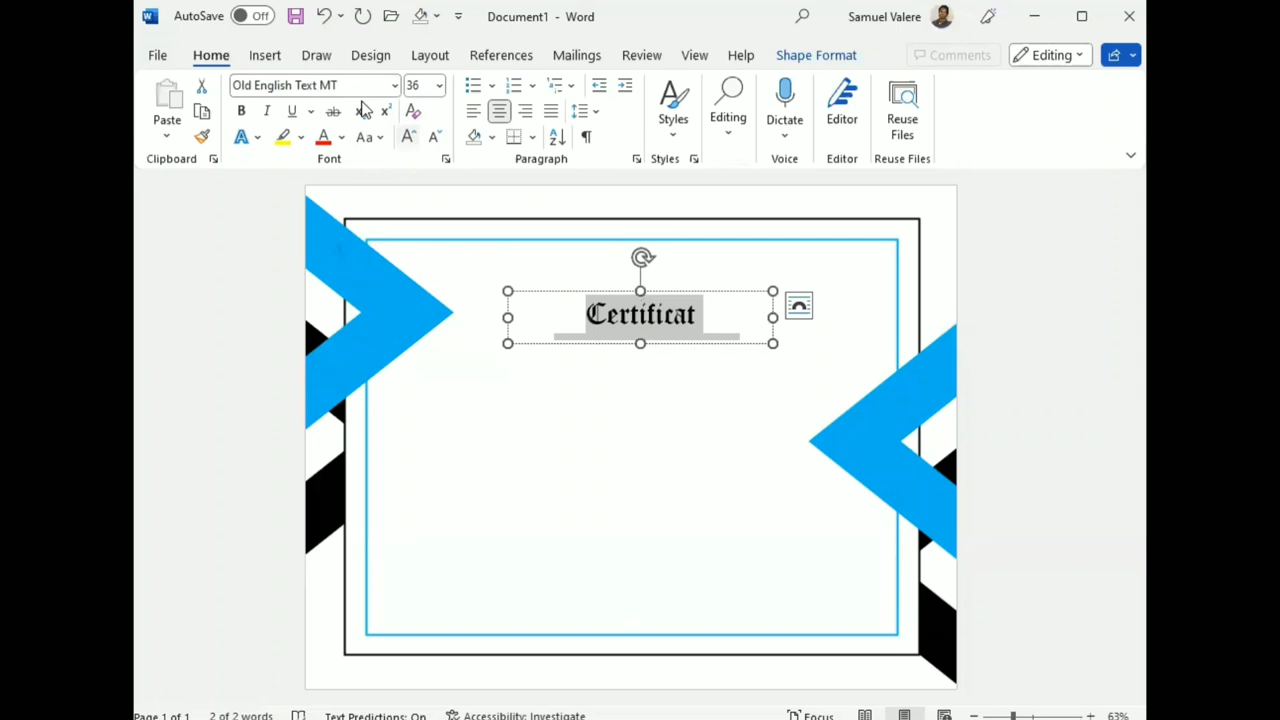 AutoSave Off Document1 - Word Samuel Valere
File Home Insert Draw Design Layout References Mailings Review View Help Shape Format Comments Editing
Old English Text MT 36
Paste B I U ab x² Styles Editing Dictate Editor Reuse Files
A A Aa A A
Clipboard Font Paragraph Styles Voice Editor Reuse Files
Certificat
Page 1 of 1 2 of 2 words Text Predictions: On Accessibility: Investigate Focus 63%